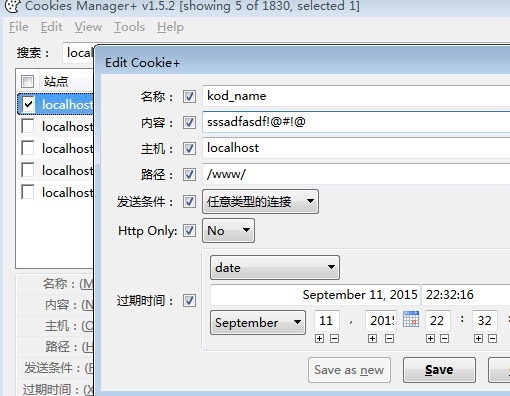 Cookies Manager+ v1.5.2 [showing 5 of 1830, selected 1]
File Edit View Tools Help
搜索： local
Edit Cookie+
站点
名称： kod_name
localhost
内容： sssadfasdf!@#!@
localhost
主机： localhost
localhost
路径： /www/
localhost
发送条件： 任意类型的连接
localhost
Http Only: No
date
名称：(M
过期时间： September 11, 2015 22:32:16
内容：(N
September 11 , 2015 22 : 32 :
主机：(O
路径：(H
发送条件：(F
Save as new Save
过期时间：(X